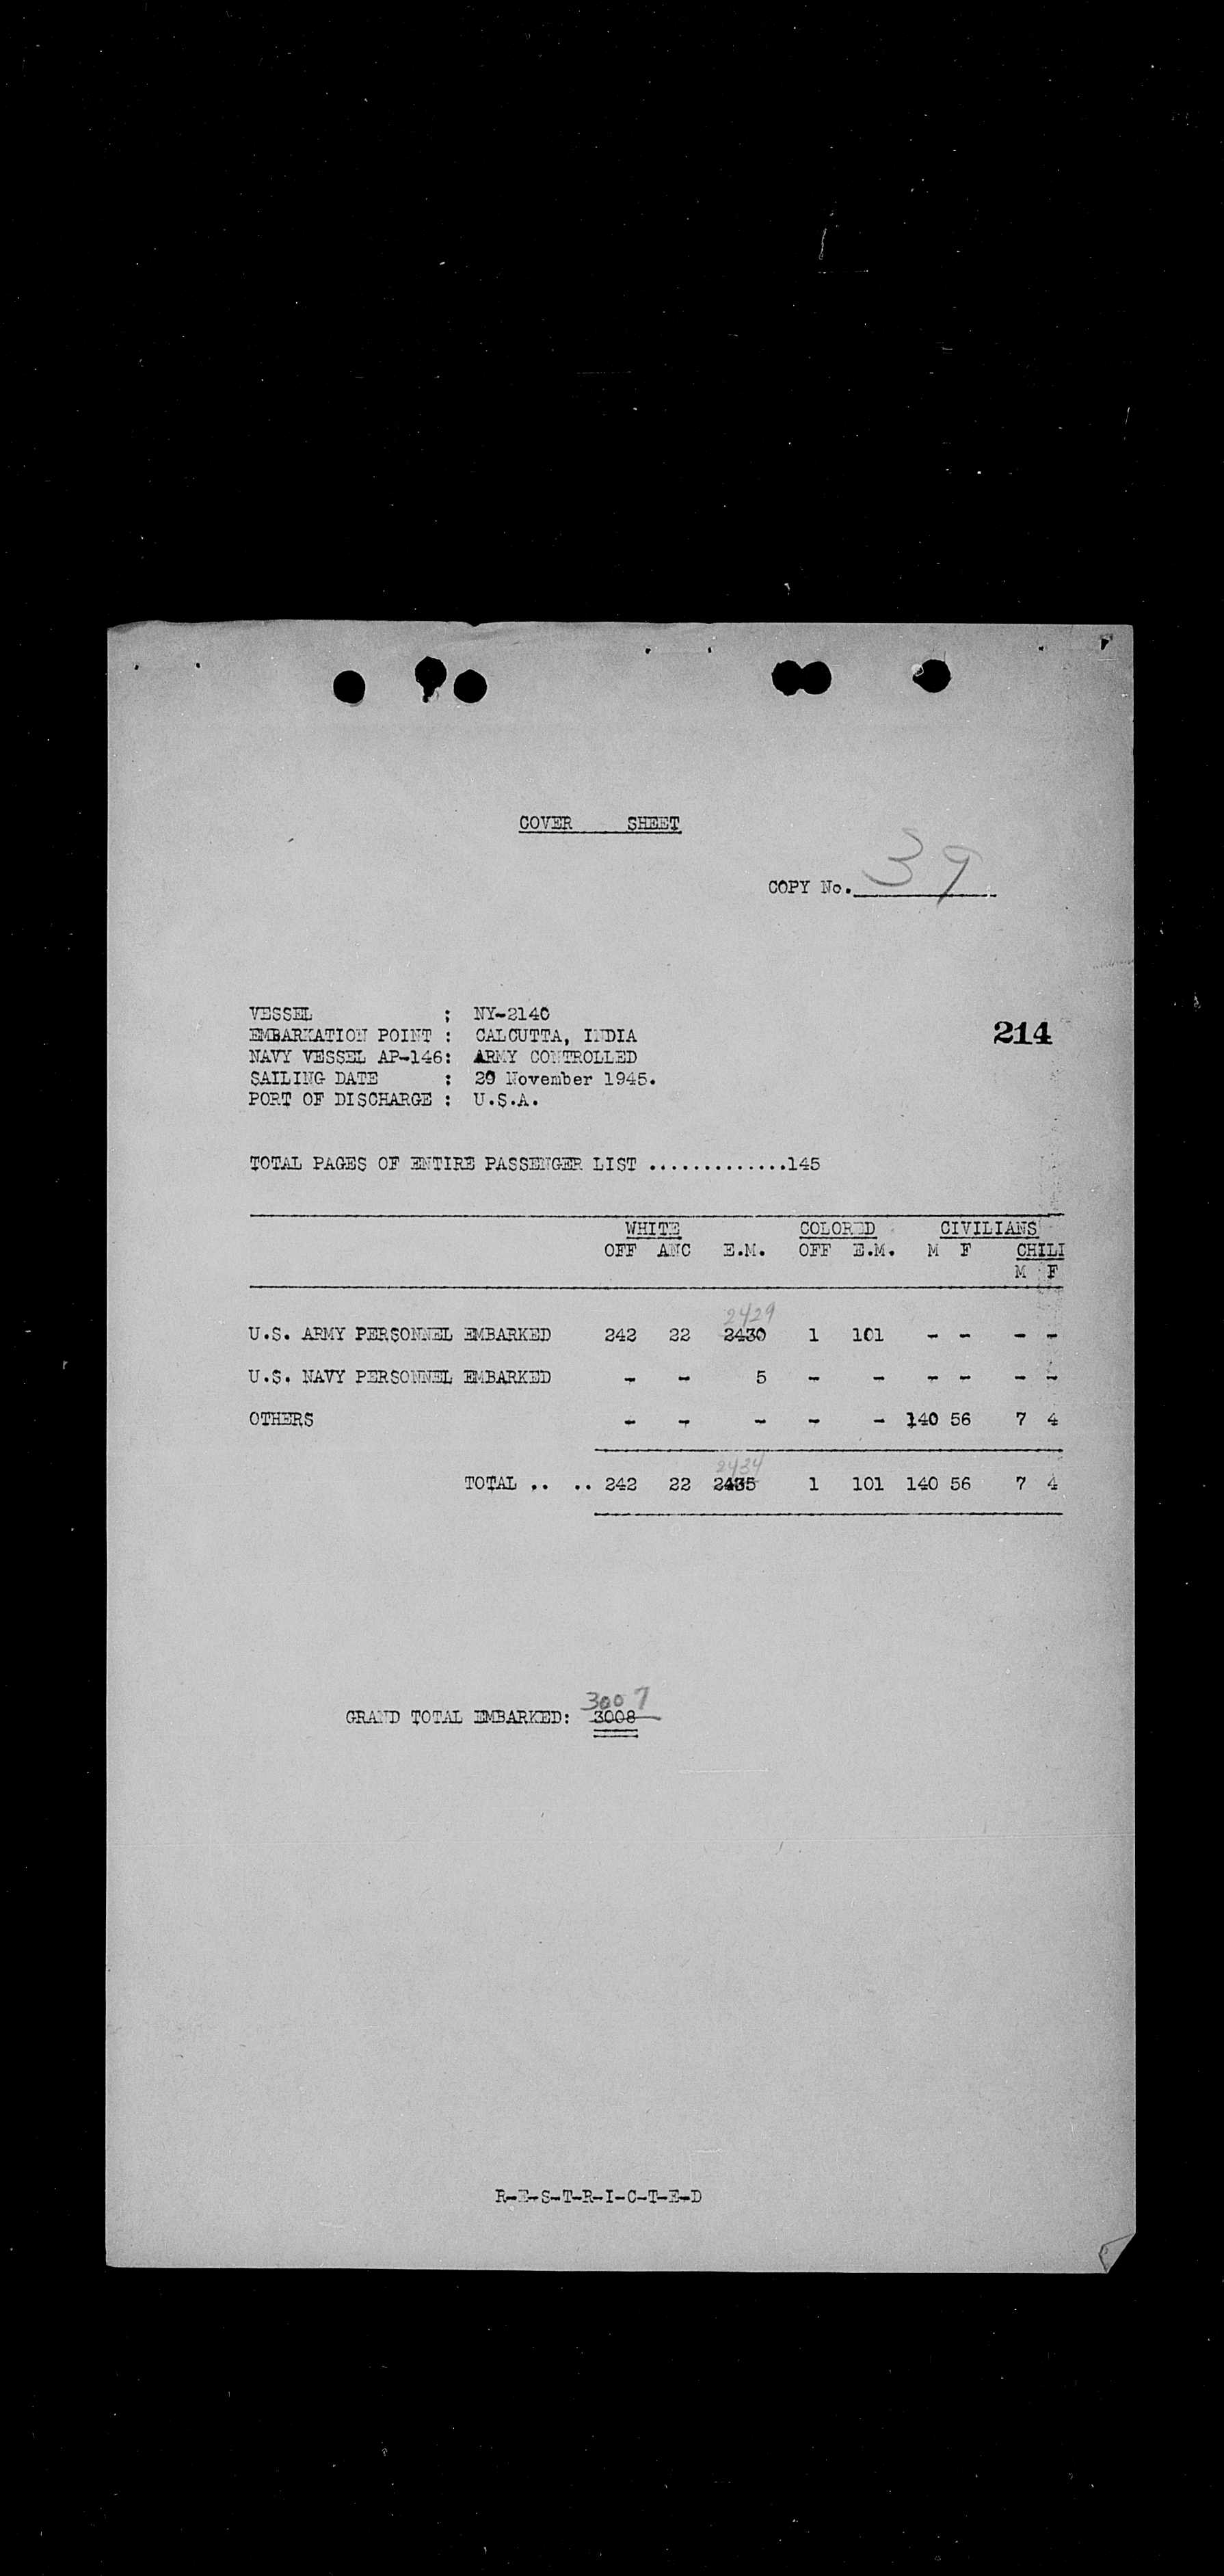 COVER SHEET
39
COPY No.
VESSEL : NY-2140
214
EMBARKATION POINT : CALCUTTA, INDIA
NAVY VESSEL AP-146: ARMY CONTROLLED
SAILING DATE : November 1945.
PORT OF DISCHARGE : U.S.A.
TOTAL PAGES OF ENTIRE PASSENGER LIST ..............145
WHITE COLORED CIVILIANS
OFF ANC E.M. OFF E.M. M F CHILI
M F
2429
U.S. ARMY PERSONNEL EMBARKED 242 22 2430 1 101 - - - -
U.S. NAVY PERSONNEL EMBARKED - - 5 - - - - - -
OTHERS - - - - - 140 56 7 4
2434
TOTAL .. .. 242 22 2435 1 101 140 56 7 4
3007
GRAND TOTAL EMBARKED: 3008
R-E-S-T-R-I-C-T-E-D